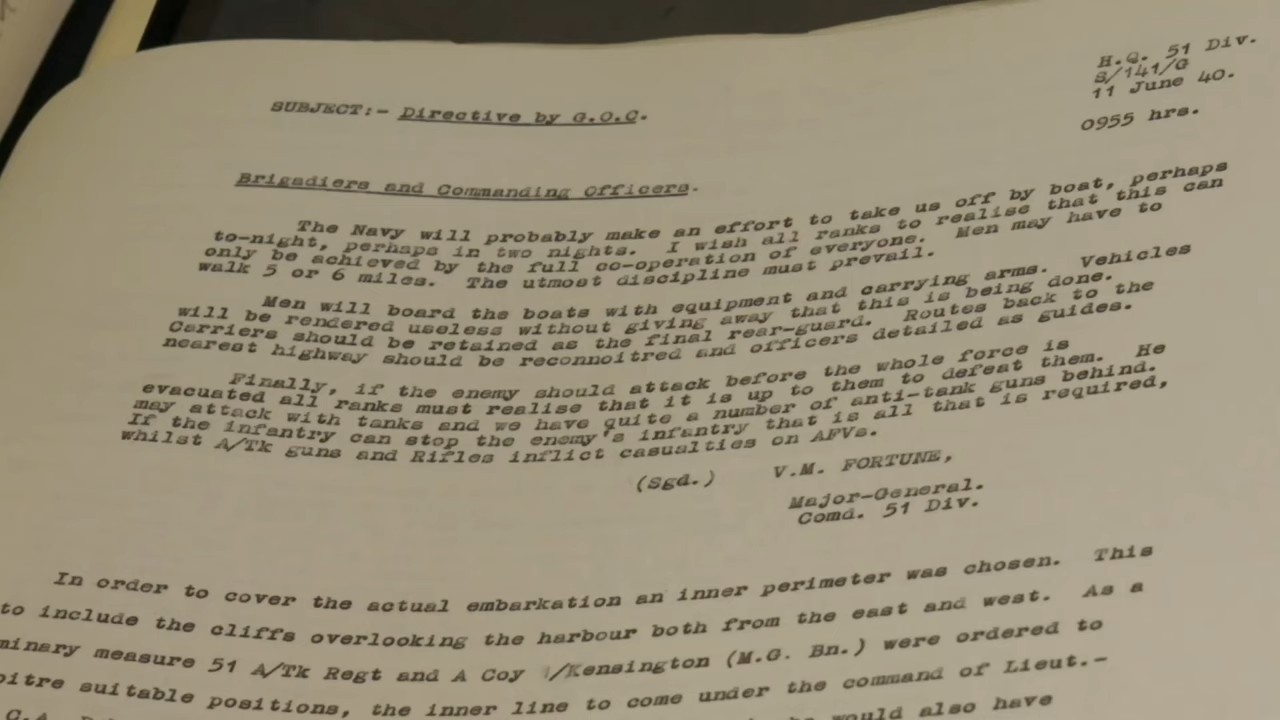 H.Q. 51 Div.
S/141/G
11 June 40.
0955 hrs.
SUBJECT:- Directive by G.O.C.
Brigadiers and Commanding Officers.
The Navy will probably make an effort to take us off by boat, perhaps
to-night, perhaps in two nights. I wish all ranks to realise that this can
only be achieved by the full co-operation of everyone. Men may have to
walk 5 or 6 miles. The utmost discipline must prevail.
Men will board the boats with equipment and carrying arms. Vehicles
will be rendered useless without giving away that this is being done.
Carriers should be retained as the final rear-guard. Routes back to the
nearest highway should be reconnoitred and officers detailed as guides.
Finally, if the enemy should attack before the whole force is
evacuated all ranks must realise that it is up to them to defeat them. He
may attack with tanks and we have quite a number of anti-tank guns behind.
If the infantry can stop the enemy's infantry that is all that is required,
whilst A/Tk guns and Rifles inflict casualties on AFVs.
(Sgd.) V.M. FORTUNE,
Major-General.
Comd. 51 Div.
In order to cover the actual embarkation an inner perimeter was chosen. This
to include the cliffs overlooking the harbour both from the east and west. As a
minary measure 51 A/Tk Regt and A Coy /Kensington (M.G. Bn.) were ordered to
oitre suitable positions, the inner line to come under the command of Lieut.-
would also have